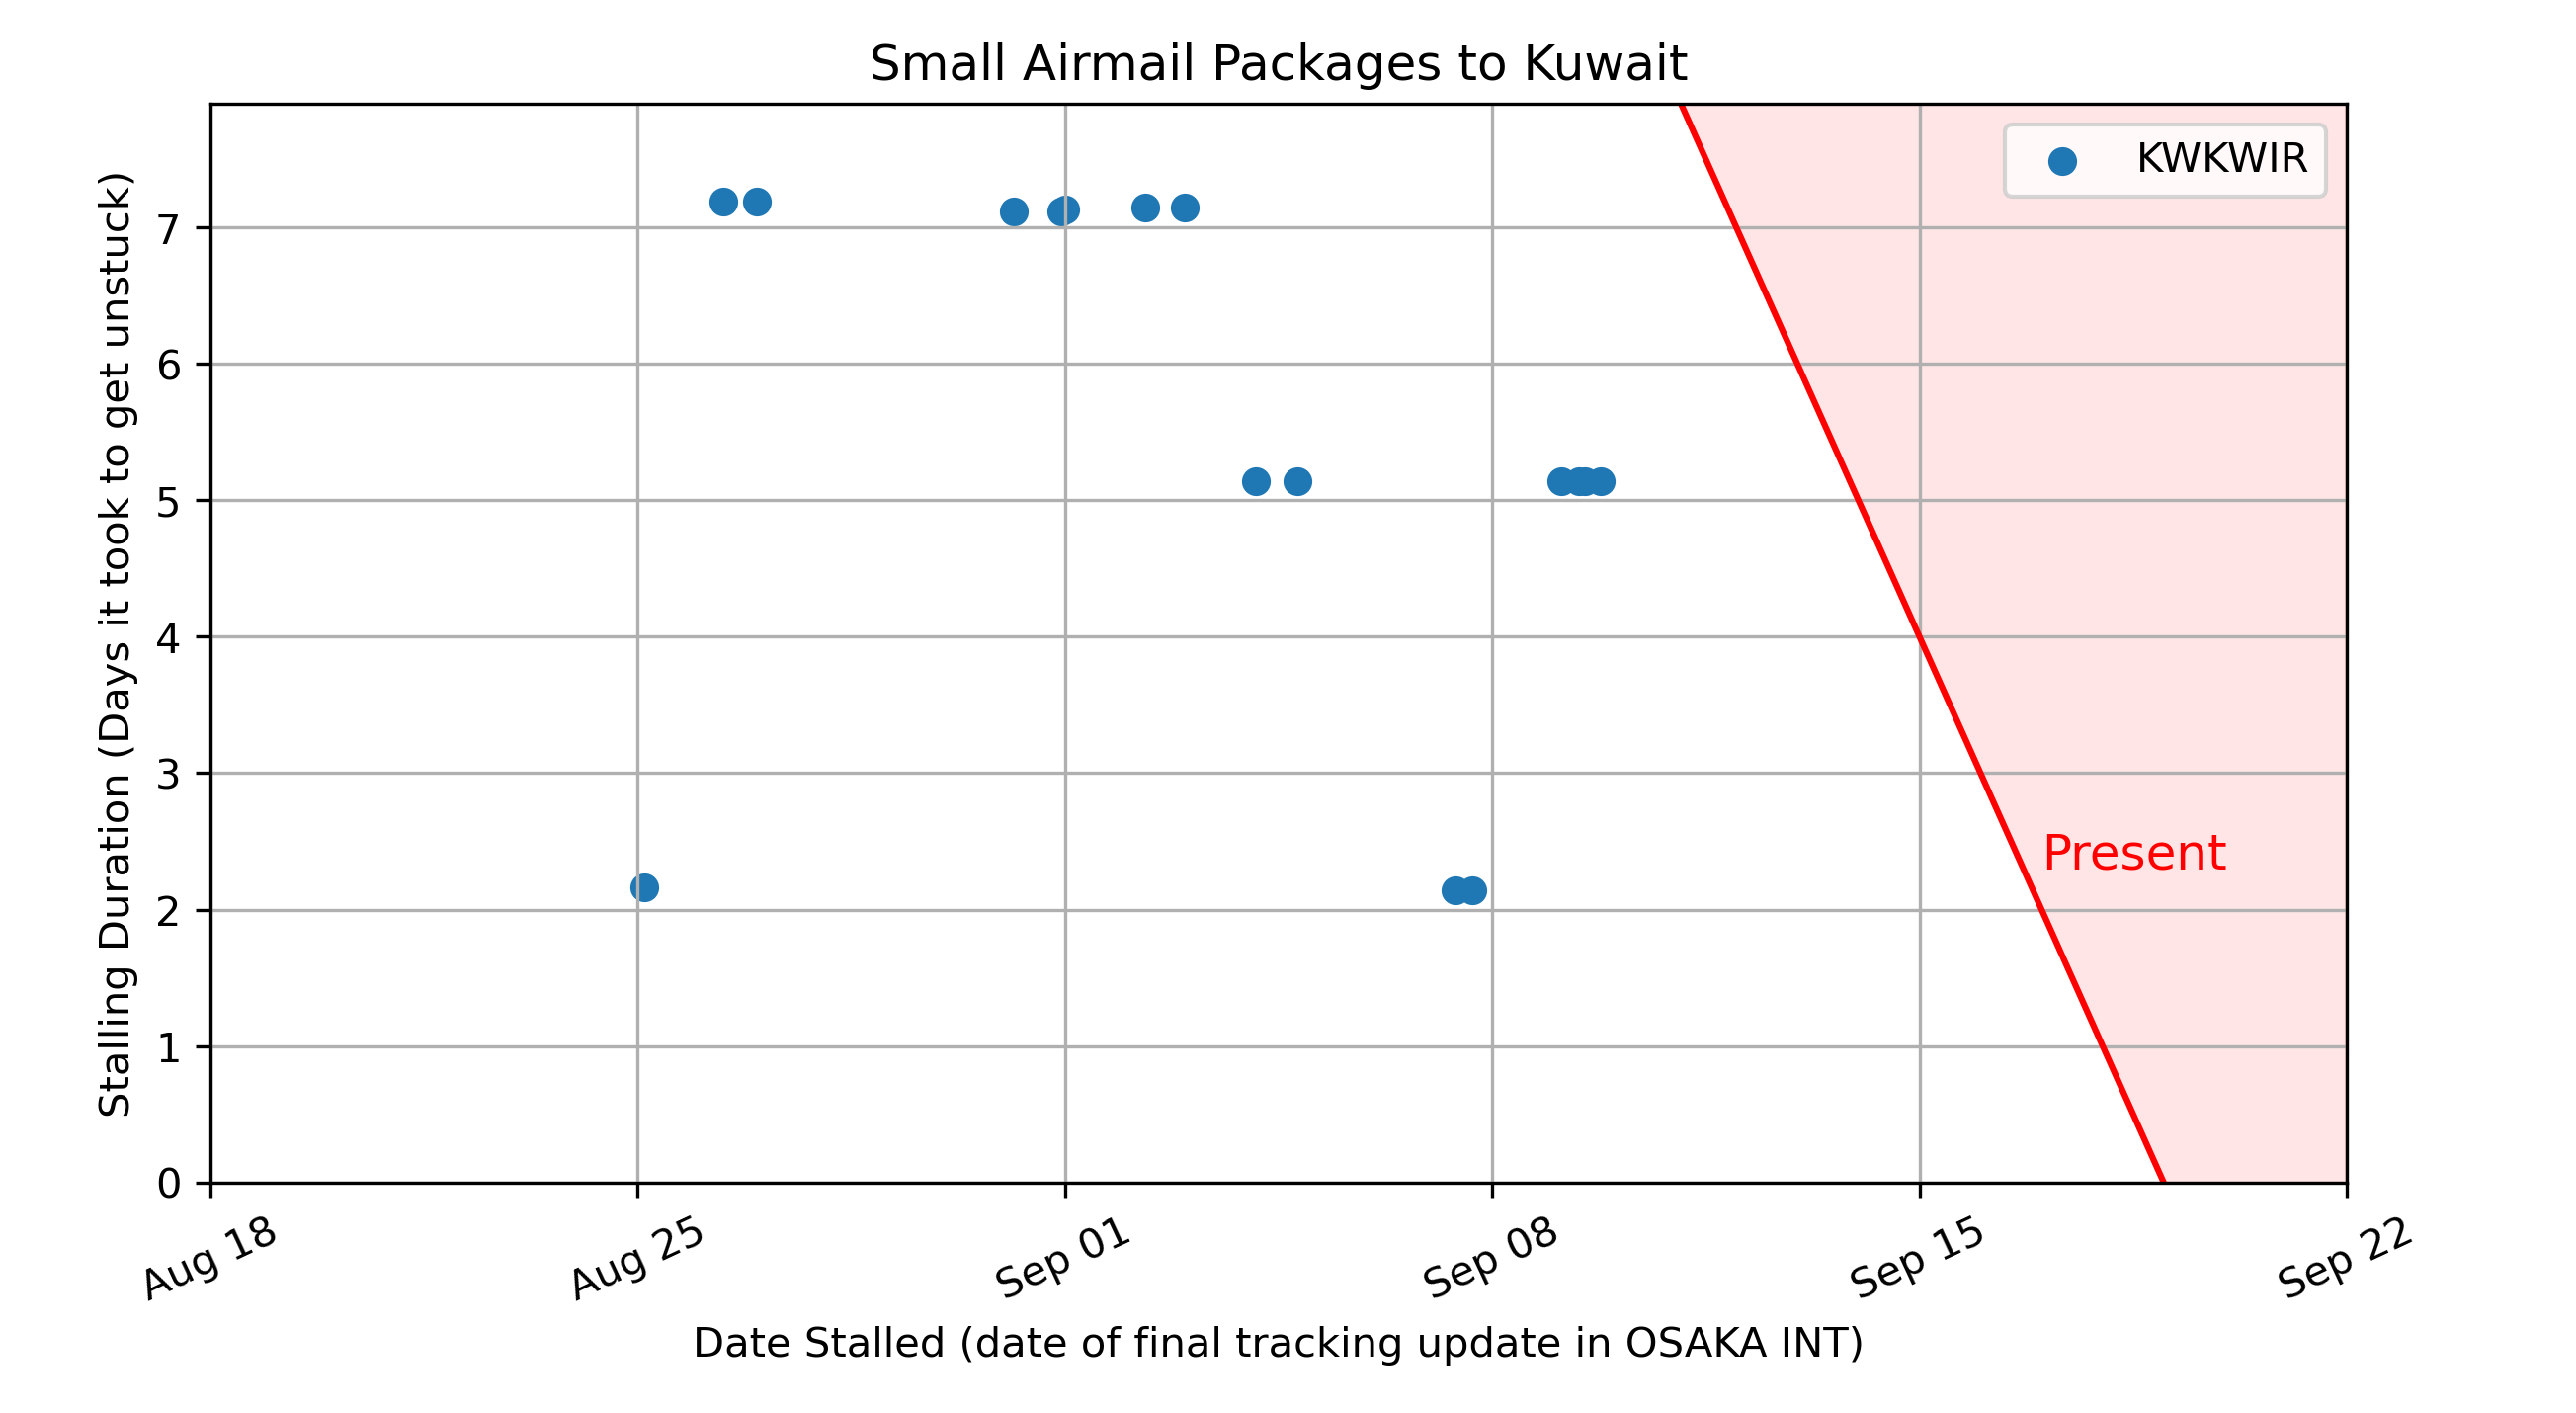 Small Airmail Packages to Kuwait
KWKWIR
Stalling Duration (Days it took to get unstuck)
7
6
5
4
3
2
1
0
Present
Aug 18
Aug 25
Sep 01
Sep 08
Sep 15
Sep 22
Date Stalled (date of final tracking update in OSAKA INT)